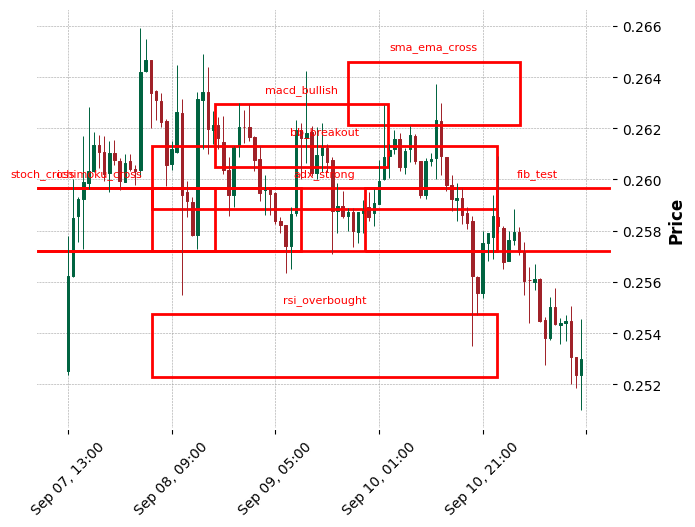 0.266
sma_ema_cross
0.264
macd_bullish
0.262
bb_breakout
0.260
stoch_cross
ichimoku_cross
adx_strong
fib_test
0.258
Price
0.256
rsi_overbought
0.254
0.252
Sep 07, 13:00
Sep 08, 09:00
Sep 09, 05:00
Sep 10, 01:00
Sep 10, 21:00